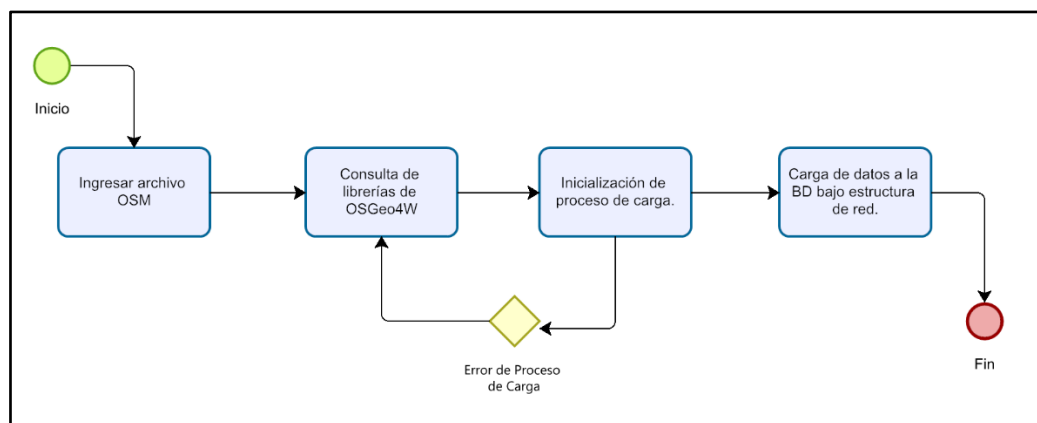 Inicio
Ingresar archivo
OSM
Consulta de
librerías de
OSGeo4W
Inicialización de
proceso de carga.
Carga de datos a la
BD bajo estructura
de red.
Error de Proceso
de Carga
Fin